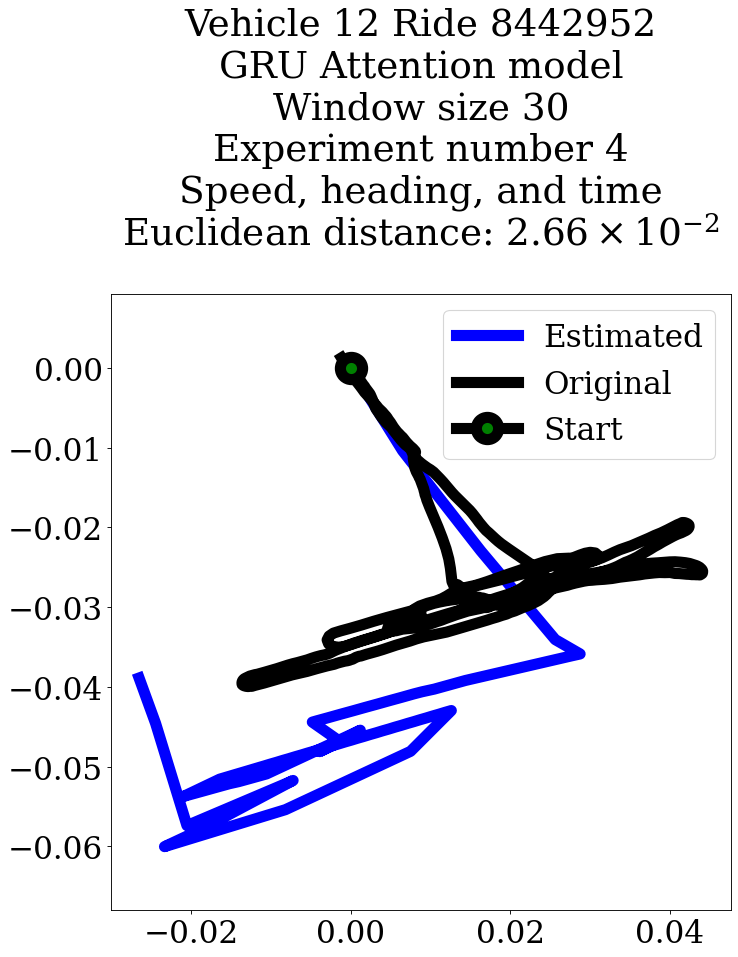 Vehicle 12 Ride 8442952
GRU Attention model
Window size 30
Experiment number 4
Speed, heading, and time
Euclidean distance: 2.66 × 10⁻²
Estimated
Original
Start
0.00
−0.01
−0.02
−0.03
−0.04
−0.05
−0.06
−0.02 0.00 0.02 0.04